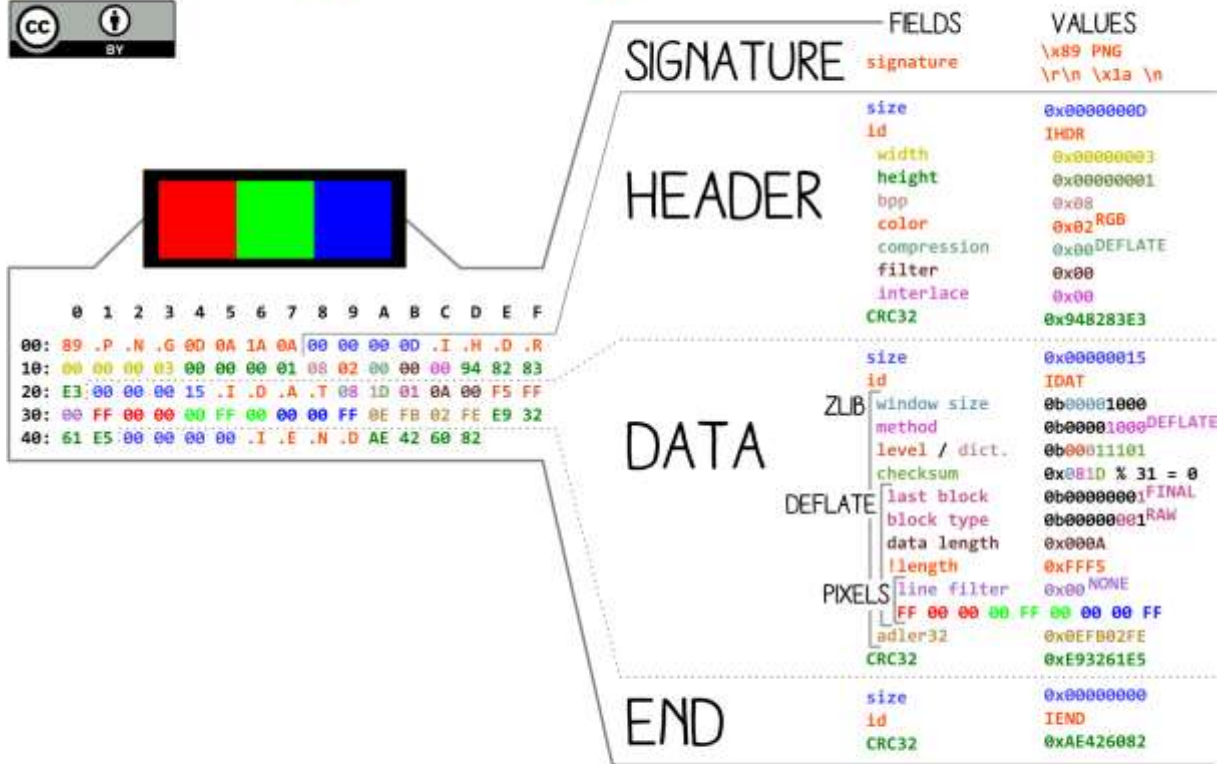 cc BY
FIELDS VALUES
SIGNATURE
signature \x89 PNG
\r\n \x1a \n
HEADER
size 0x0000000D
id IHDR
width 0x00000003
height 0x00000001
bpp 0x08
color 0x02 RGB
compression 0x00 DEFLATE
filter 0x00
interlace 0x00
CRC32 0x948283E3
0 1 2 3 4 5 6 7 8 9 A B C D E F
00: 89 .P .N .G 0D 0A 1A 0A 00 00 00 0D .I .H .D .R
10: 00 00 00 03 00 00 00 01 08 02 00 00 00 94 82 83
20: E3 00 00 00 15 .I .D .A .T 08 1D 01 0A 00 F5 FF
30: 00 FF 00 00 00 FF 00 00 00 FF 0E FB 02 FE E9 32
40: 61 E5 00 00 00 00 .I .E .N .D AE 42 60 82
DATA
size 0x00000015
id IDAT
ZLIB
window size 0b00001000
method 0b00001000 DEFLATE
level / dict. 0b00011101
checksum 0x081D % 31 = 0
DEFLATE
last block 0b00000001 FINAL
block type 0b00000001 RAW
data length 0x000A
!length 0xFFF5
PIXELS
line filter 0x00 NONE
FF 00 00 00 FF 00 00 00 FF
adler32 0x0EFB02FE
CRC32 0xE93261E5
END
size 0x00000000
id IEND
CRC32 0xAE426082